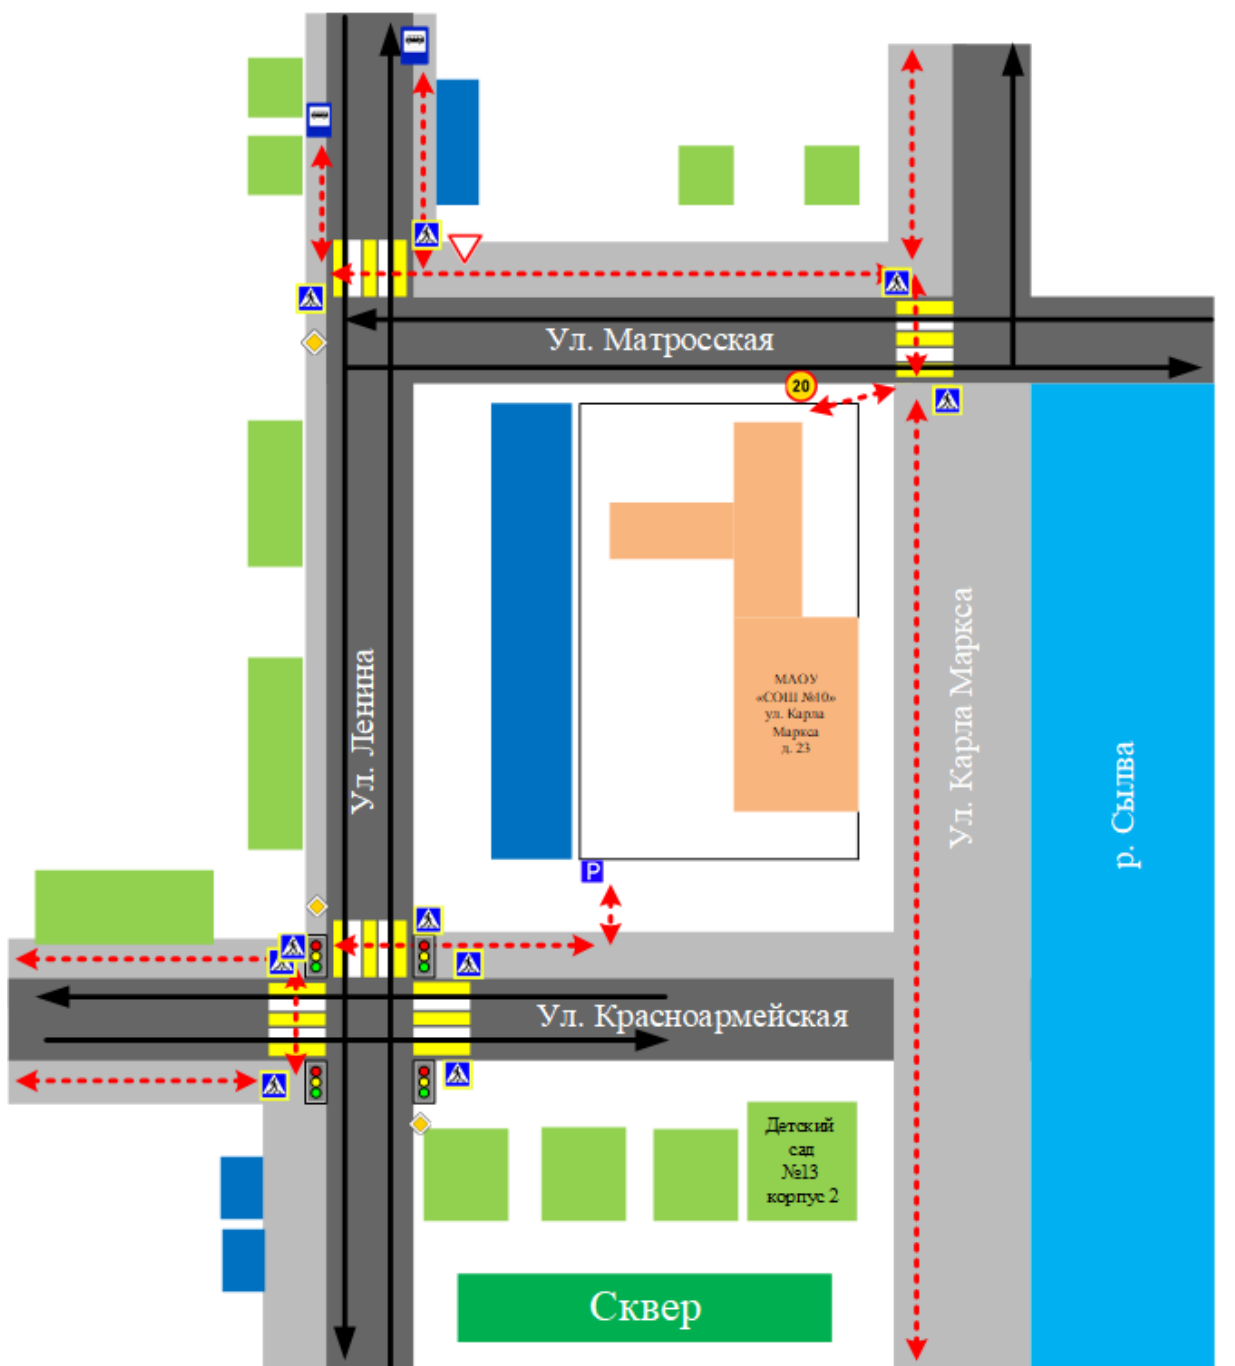 20
Ул. Матросская
МАОУ
«СОШ №10»
ул. Карла
Маркса
д. 23
Ул. Ленина
Ул. Карла Маркса
р. Сылва
P
Ул. Красноармейская
Детский
сад
№13
корпус 2
Сквер